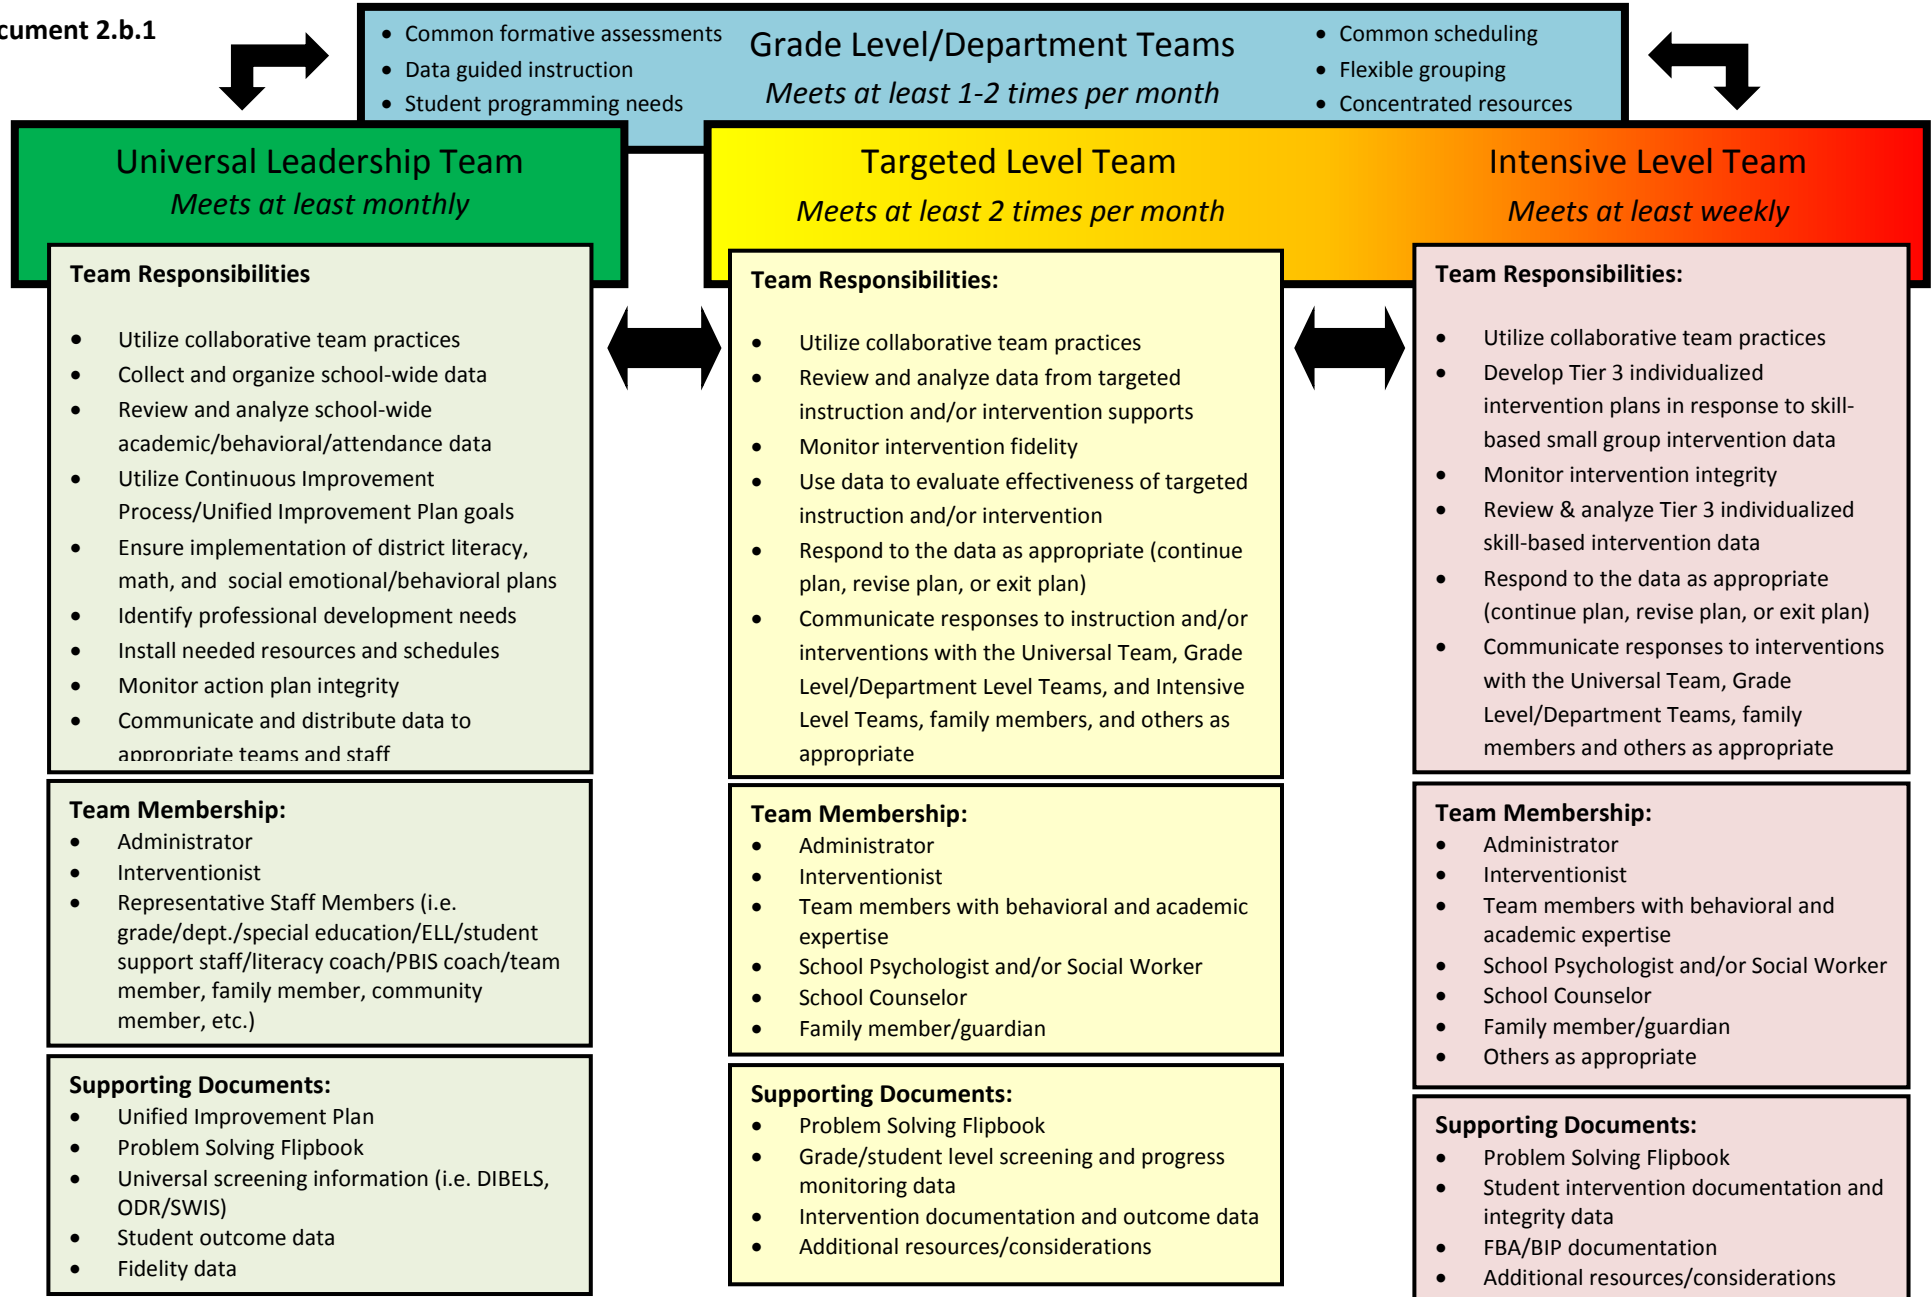 cument 2.b.1
• Common formative assessments
• Data guided instruction
• Student programming needs
Grade Level/Department Teams
Meets at least 1-2 times per month
• Common scheduling
• Flexible grouping
• Concentrated resources
Universal Leadership Team
Meets at least monthly
Team Responsibilities
• Utilize collaborative team practices
• Collect and organize school-wide data
• Review and analyze school-wide
academic/behavioral/attendance data
• Utilize Continuous Improvement
Process/Unified Improvement Plan goals
• Ensure implementation of district literacy,
math, and social emotional/behavioral plans
• Identify professional development needs
• Install needed resources and schedules
• Monitor action plan integrity
• Communicate and distribute data to
appropriate teams and staff
Team Membership:
• Administrator
• Interventionist
• Representative Staff Members (i.e.
grade/dept./special education/ELL/student
support staff/literacy coach/PBIS coach/team
member, family member, community
member, etc.)
Supporting Documents:
• Unified Improvement Plan
• Problem Solving Flipbook
• Universal screening information (i.e. DIBELS,
ODR/SWIS)
• Student outcome data
• Fidelity data
Targeted Level Team
Meets at least 2 times per month
Team Responsibilities:
• Utilize collaborative team practices
• Review and analyze data from targeted
instruction and/or intervention supports
• Monitor intervention fidelity
• Use data to evaluate effectiveness of targeted
instruction and/or intervention
• Respond to the data as appropriate (continue
plan, revise plan, or exit plan)
• Communicate responses to instruction and/or
interventions with the Universal Team, Grade
Level/Department Level Teams, and Intensive
Level Teams, family members, and others as
appropriate
Team Membership:
• Administrator
• Interventionist
• Team members with behavioral and academic
expertise
• School Psychologist and/or Social Worker
• School Counselor
• Family member/guardian
Supporting Documents:
• Problem Solving Flipbook
• Grade/student level screening and progress
monitoring data
• Intervention documentation and outcome data
• Additional resources/considerations
Intensive Level Team
Meets at least weekly
Team Responsibilities:
• Utilize collaborative team practices
• Develop Tier 3 individualized
intervention plans in response to skill-
based small group intervention data
• Monitor intervention integrity
• Review & analyze Tier 3 individualized
skill-based intervention data
• Respond to the data as appropriate
(continue plan, revise plan, or exit plan)
• Communicate responses to interventions
with the Universal Team, Grade
Level/Department Teams, family
members and others as appropriate
Team Membership:
• Administrator
• Interventionist
• Team members with behavioral and
academic expertise
• School Psychologist and/or Social Worker
• School Counselor
• Family member/guardian
• Others as appropriate
Supporting Documents:
• Problem Solving Flipbook
• Student intervention documentation and
integrity data
• FBA/BIP documentation
• Additional resources/considerations